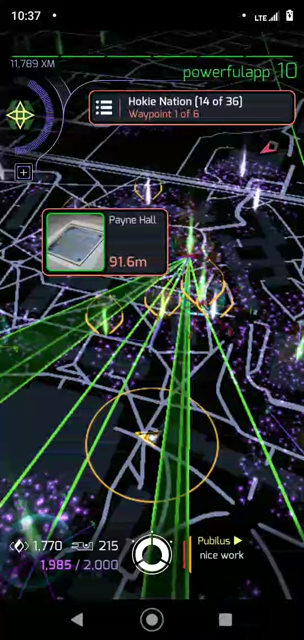 10:37
LTE
11,789 XM
powerfulapp 10
Hokie Nation [14 of 36]
Waypoint 1 of 6
Payne Hall
91.6m
1,770
215
1,985 / 2,000
Pubilus
nice work